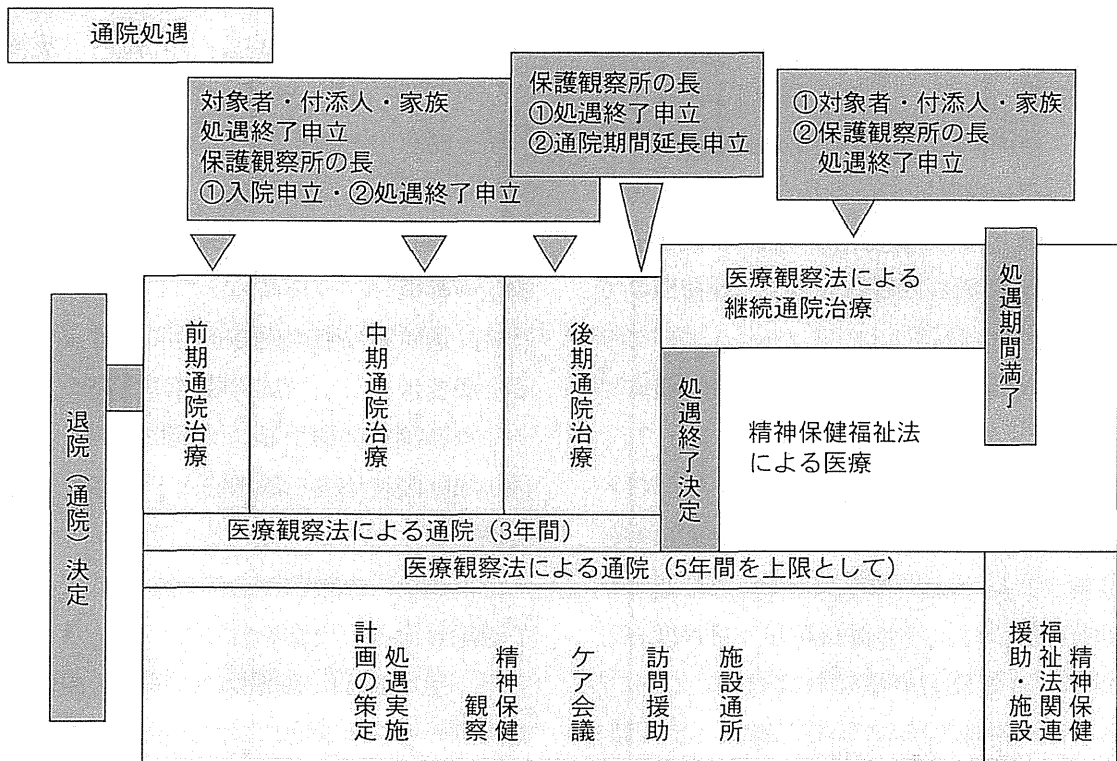 通院処遇
対象者・付添人・家族
処遇終了申立
保護観察所の長
①入院申立・②処遇終了申立
保護観察所の長
①処遇終了申立
②通院期間延長申立
①対象者・付添人・家族
②保護観察所の長
処遇終了申立
退院（通院）決定
前期通院治療
中期通院治療
後期通院治療
医療観察法による
継続通院治療
処遇期間満了
処遇終了決定
精神保健福祉法
による医療
医療観察法による通院（3年間）
医療観察法による通院（5年間を上限として）
処遇実施
計画の策定
精神保健
観察
ケア会議
訪問援助
施設通所
精神保健
福祉法関連
援助・施設